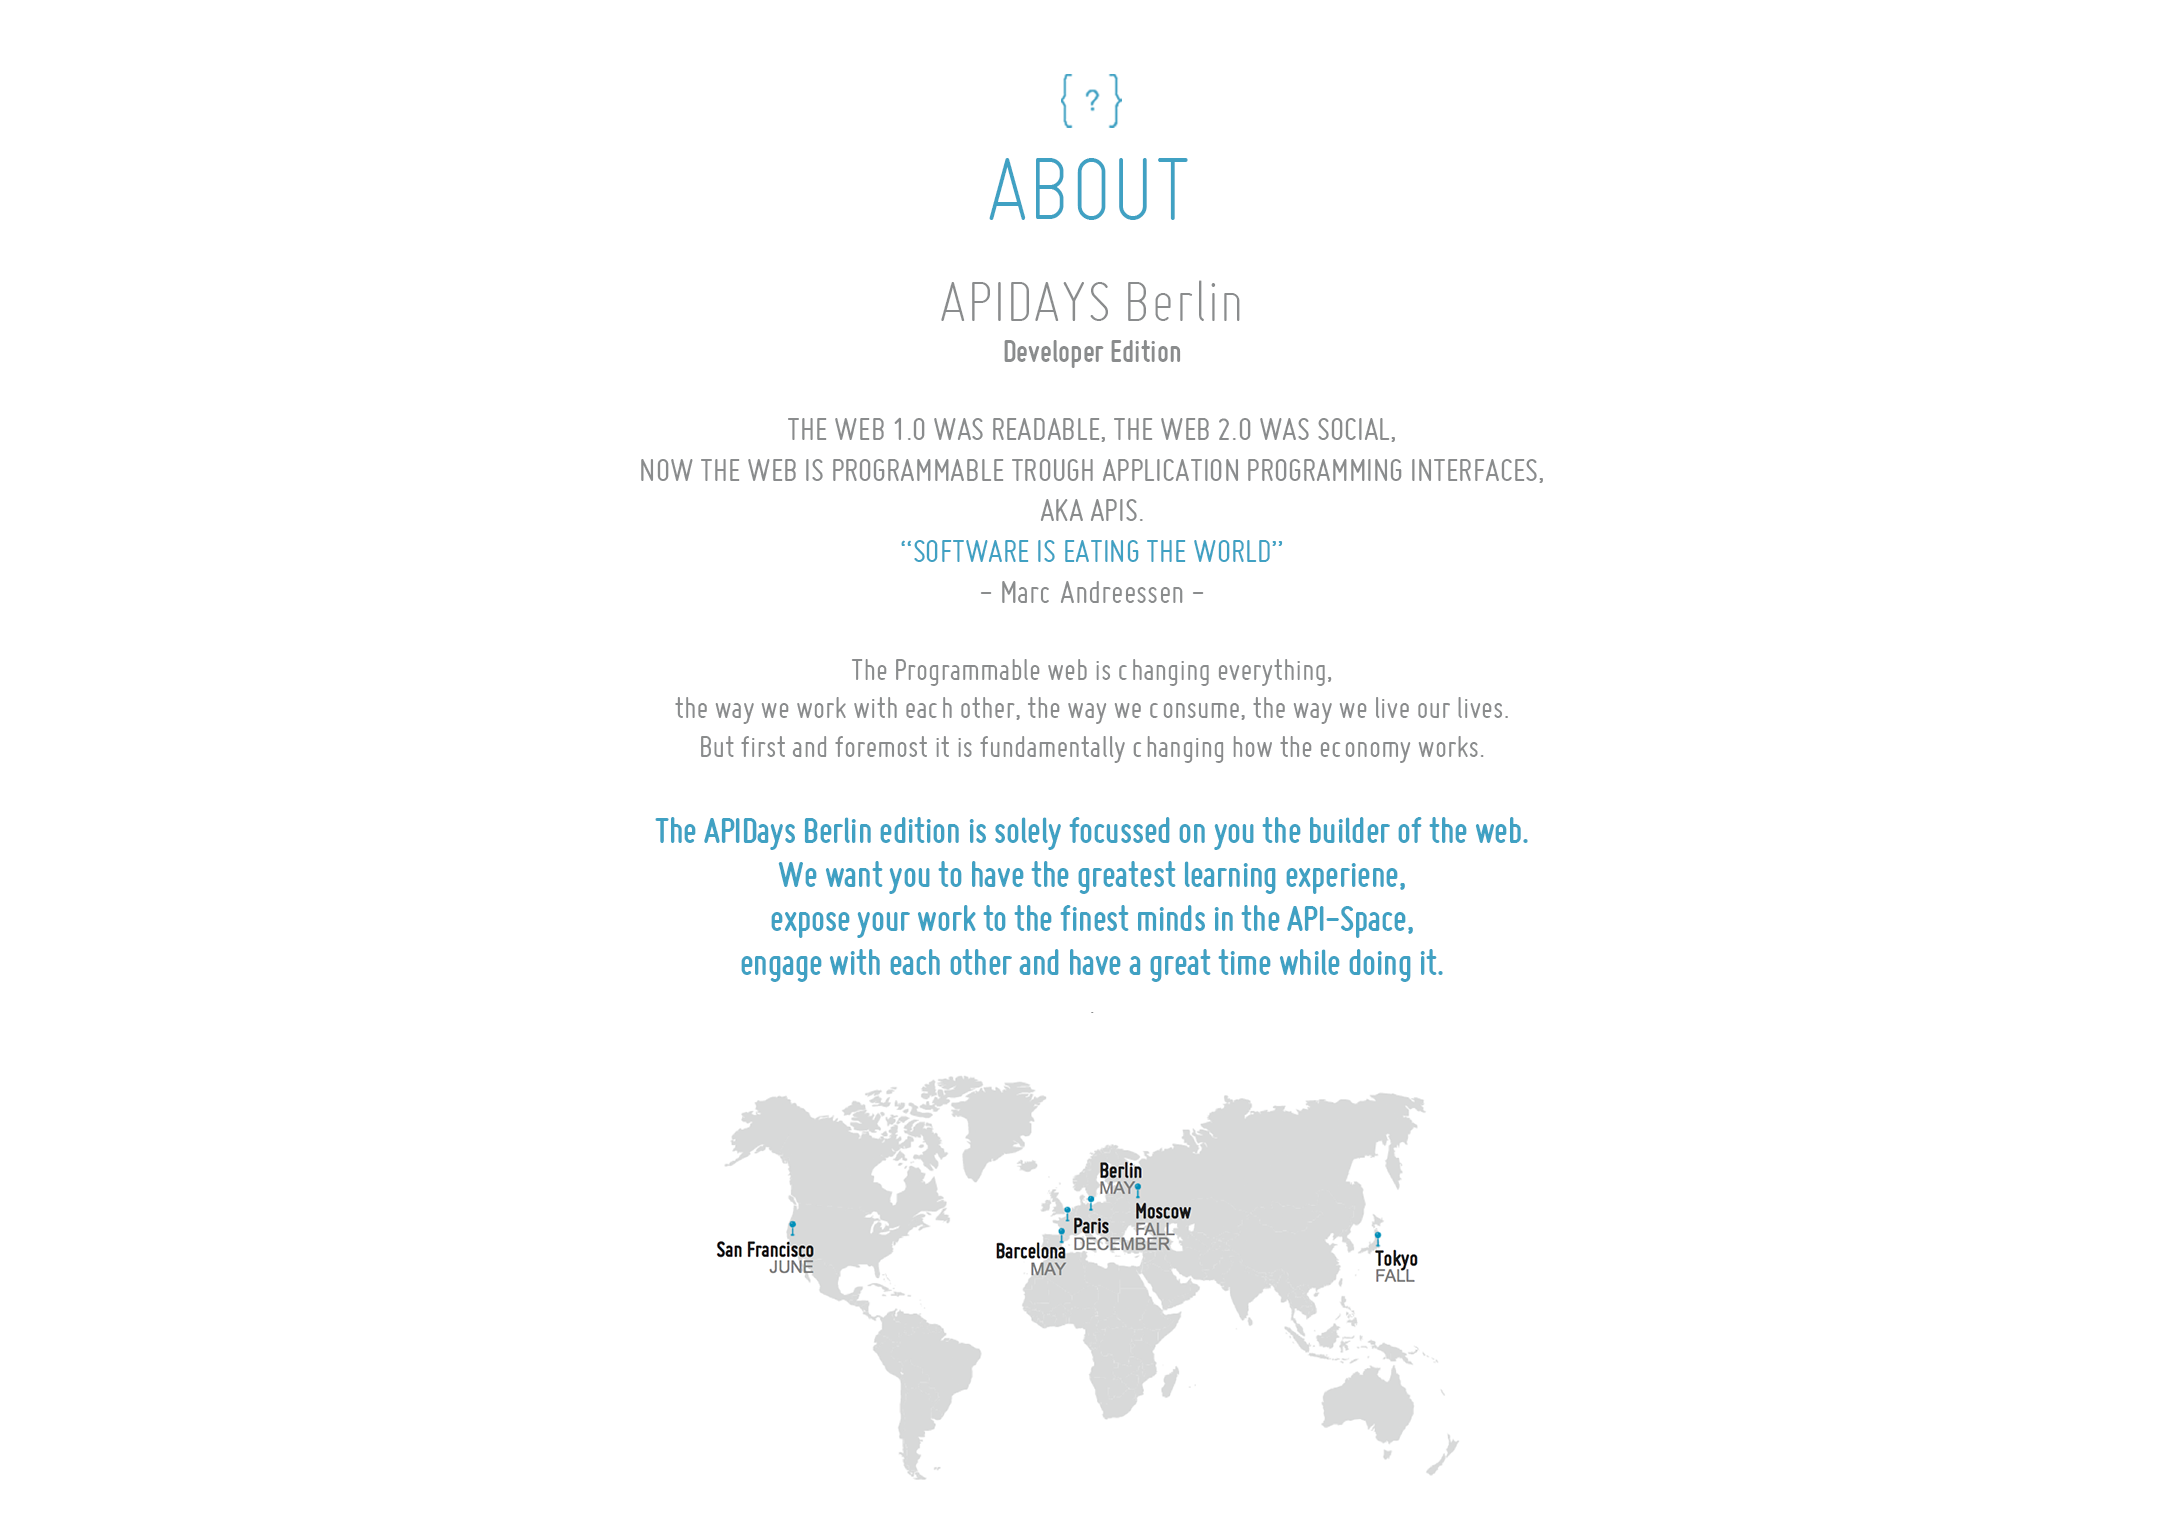 { ? }
ABOUT
APIDAYS Berlin
Developer Edition
THE WEB 1.0 WAS READABLE, THE WEB 2.0 WAS SOCIAL,
NOW THE WEB IS PROGRAMMABLE TROUGH APPLICATION PROGRAMMING INTERFACES,
AKA APIS.
“SOFTWARE IS EATING THE WORLD”
- Marc Andreessen -
The Programmable web is changing everything,
the way we work with each other, the way we consume, the way we live our lives.
But first and foremost it is fundamentally changing how the economy works.
The APIDays Berlin edition is solely focussed on you the builder of the web.
We want you to have the greatest learning experiene,
expose your work to the finest minds in the API-Space,
engage with each other and have a great time while doing it.
.
Berlin
MAY
Moscow
FALL
Paris
DECEMBER
Barcelona
MAY
San Francisco
JUNE
Tokyo
FALL